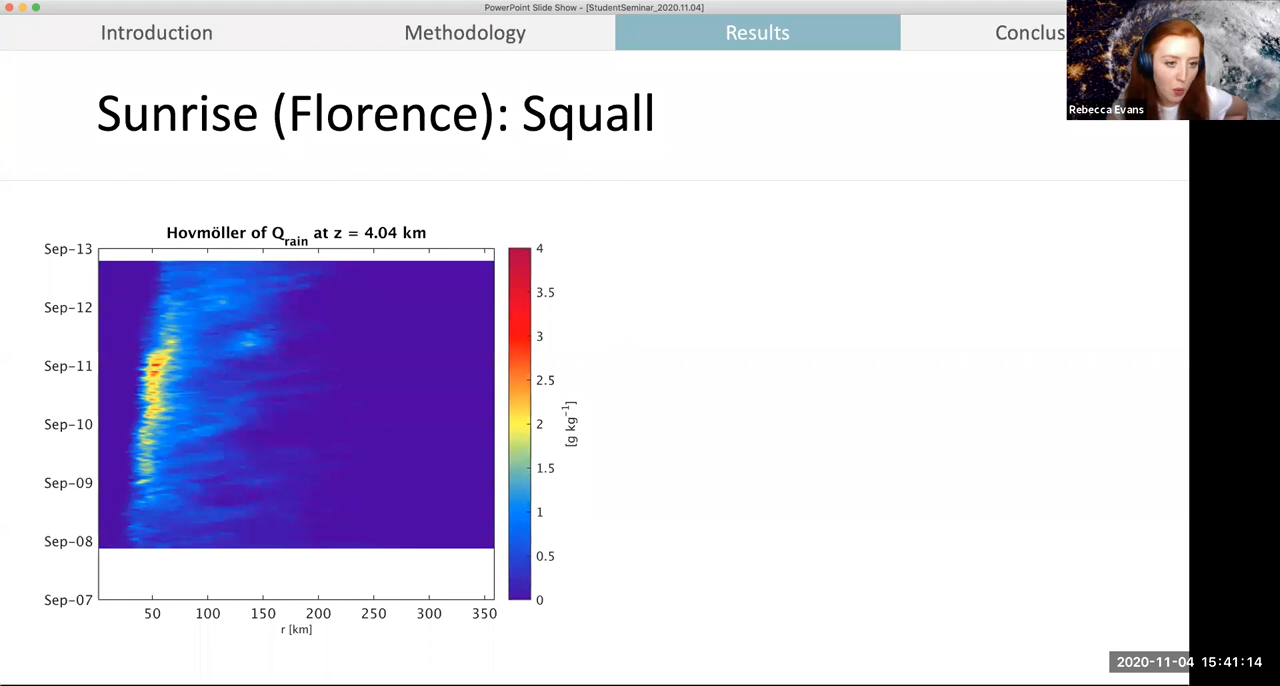 PowerPoint Slide Show - [StudentSeminar_2020.11.04]
Introduction
Methodology
Results
Conclus
Rebecca Evans
Sunrise (Florence): Squall
Hovmöller of Qrain at z = 4.04 km
Sep-13
Sep-12
Sep-11
Sep-10
Sep-09
Sep-08
Sep-07
50 100 150 200 250 300 350
r [km]
4
3.5
3
2.5
2
1.5
1
0.5
0
[g kg-1]
2020-11-04 15:41:14